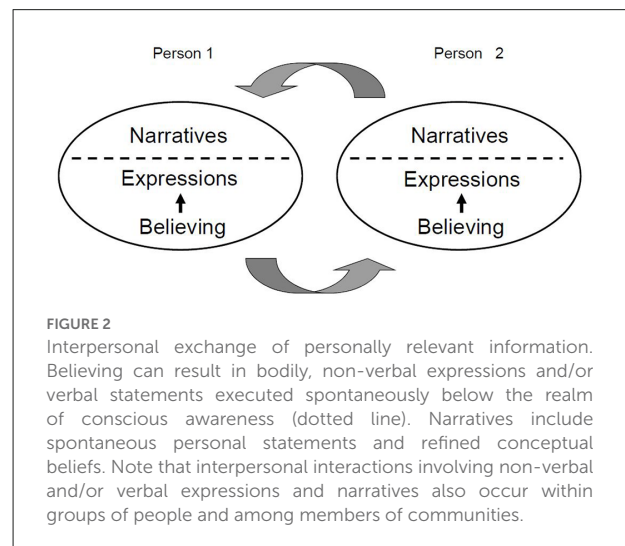 Person 1 Person 2
Narratives Narratives
Expressions Expressions
Believing Believing
FIGURE 2
Interpersonal exchange of personally relevant information.
Believing can result in bodily, non-verbal expressions and/or
verbal statements executed spontaneously below the realm
of conscious awareness (dotted line). Narratives include
spontaneous personal statements and refined conceptual
beliefs. Note that interpersonal interactions involving non-verbal
and/or verbal expressions and narratives also occur within
groups of people and among members of communities.